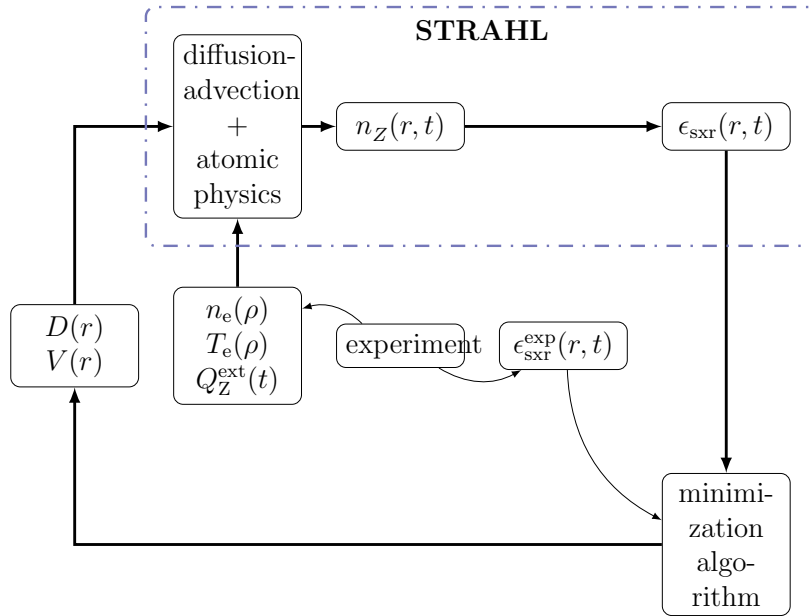 STRAHL
diffusion-
advection
+
atomic
physics
n_Z(r, t)
ϵ_sxr(r, t)
D(r)
V(r)
n_e(ρ)
T_e(ρ)
Q_Z^ext(t)
experiment
ϵ_sxr^exp(r, t)
minimi-
zation
algo-
rithm